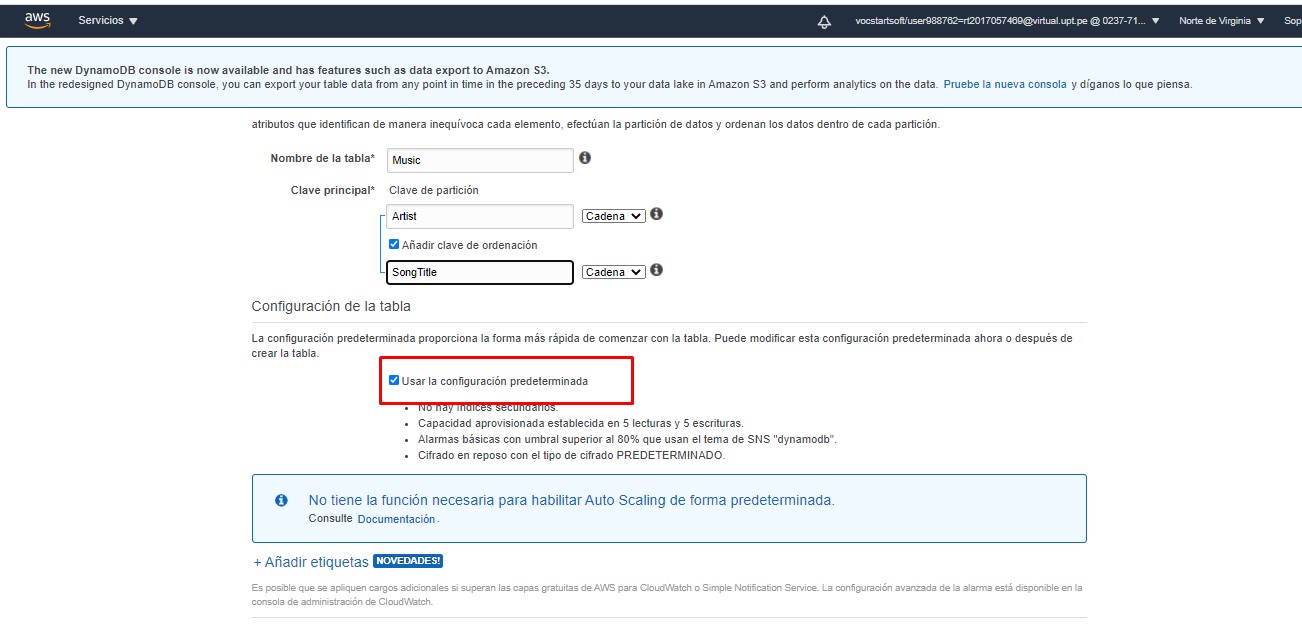 aws Servicios vocstartsoft/user988762=rt2017057469@virtual.upt.pe @ 0237-71... Norte de Virginia Sop
The new DynamoDB console is now available and has features such as data export to Amazon S3.
In the redesigned DynamoDB console, you can export your table data from any point in time in the preceding 35 days to your data lake in Amazon S3 and perform analytics on the data. Pruebe la nueva consola y díganos lo que piensa.
atributos que identifican de manera inequívoca cada elemento, efectúan la partición de datos y ordenan los datos dentro de cada partición.
Nombre de la tabla* Music
Clave principal* Clave de partición
Artist Cadena
Añadir clave de ordenación
SongTitle Cadena
Configuración de la tabla
La configuración predeterminada proporciona la forma más rápida de comenzar con la tabla. Puede modificar esta configuración predeterminada ahora o después de
crear la tabla.
Usar la configuración predeterminada
• No hay índices secundarios.
• Capacidad aprovisionada establecida en 5 lecturas y 5 escrituras.
• Alarmas básicas con umbral superior al 80% que usan el tema de SNS "dynamodb".
• Cifrado en reposo con el tipo de cifrado PREDETERMINADO.
No tiene la función necesaria para habilitar Auto Scaling de forma predeterminada.
Consulte Documentación.
+ Añadir etiquetas NOVEDADES!
Es posible que se apliquen cargos adicionales si superan las capas gratuitas de AWS para CloudWatch o Simple Notification Service. La configuración avanzada de la alarma está disponible en la
consola de administración de CloudWatch.